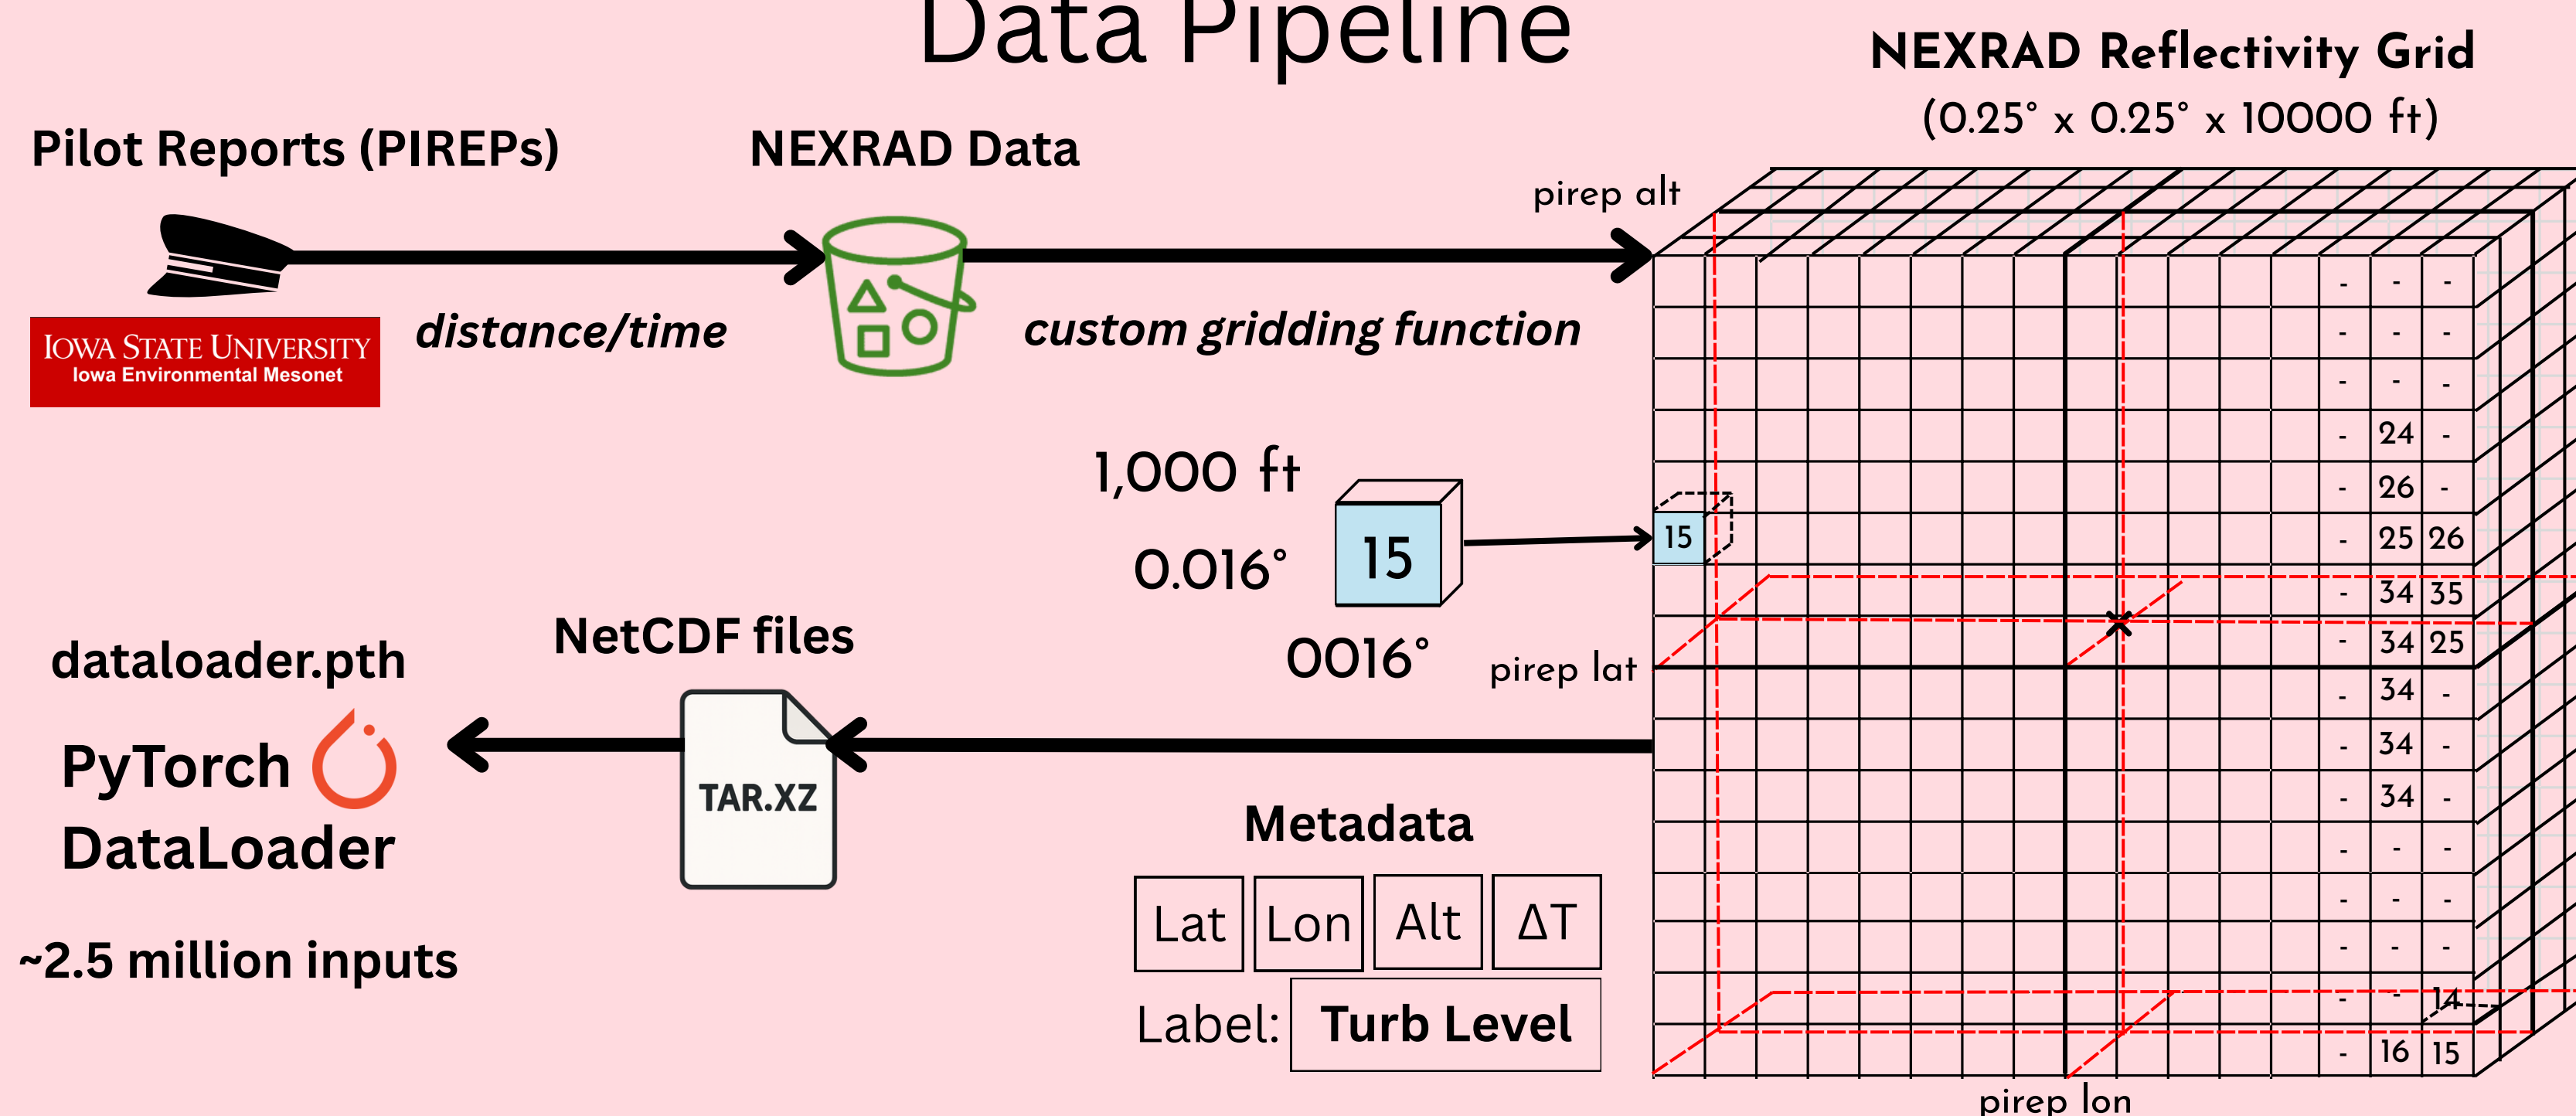 Data Pipeline
NEXRAD Reflectivity Grid
(0.25° x 0.25° x 10000 ft)
Pilot Reports (PIREPs)
NEXRAD Data
pirep alt
IOWA STATE UNIVERSITY
Iowa Environmental Mesonet
distance/time
custom gridding function
1,000 ft
0.016°
15
0016°
15
pirep lat
- - -
- - -
- - -
- 24 -
- 26 -
- 25 26
- 34 35
- 34 25
- 34 -
- 34 -
- 34 -
- - -
- - -
- - -
- - 14
- 16 15
pirep lon
NetCDF files
TAR.XZ
dataloader.pth
PyTorch
DataLoader
~2.5 million inputs
Metadata
Lat Lon Alt ΔT
Label: Turb Level